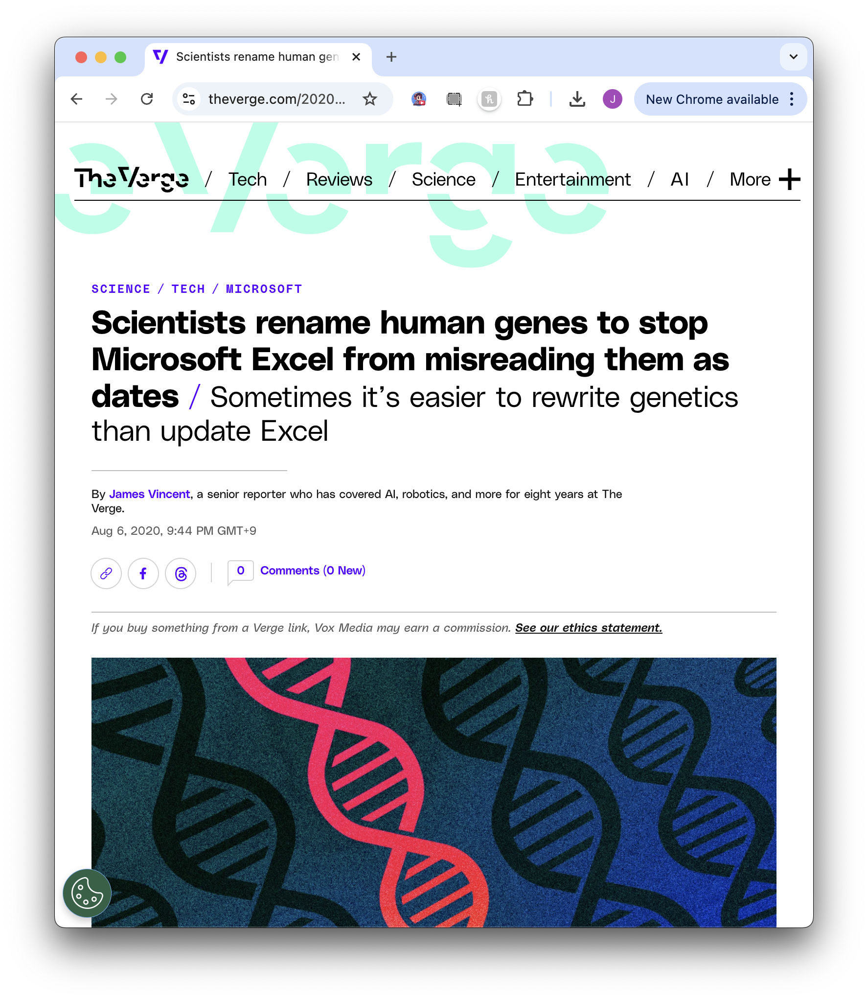 Scientists rename human gen
theverge.com/2020...
J
New Chrome available
eVerge
TheVerge / Tech / Reviews / Science / Entertainment / AI / More
SCIENCE / TECH / MICROSOFT
Scientists rename human genes to stop
Microsoft Excel from misreading them as
dates / Sometimes it’s easier to rewrite genetics
than update Excel
By James Vincent, a senior reporter who has covered AI, robotics, and more for eight years at The
Verge.
Aug 6, 2020, 9:44 PM GMT+9
0 Comments (0 New)
If you buy something from a Verge link, Vox Media may earn a commission. See our ethics statement.